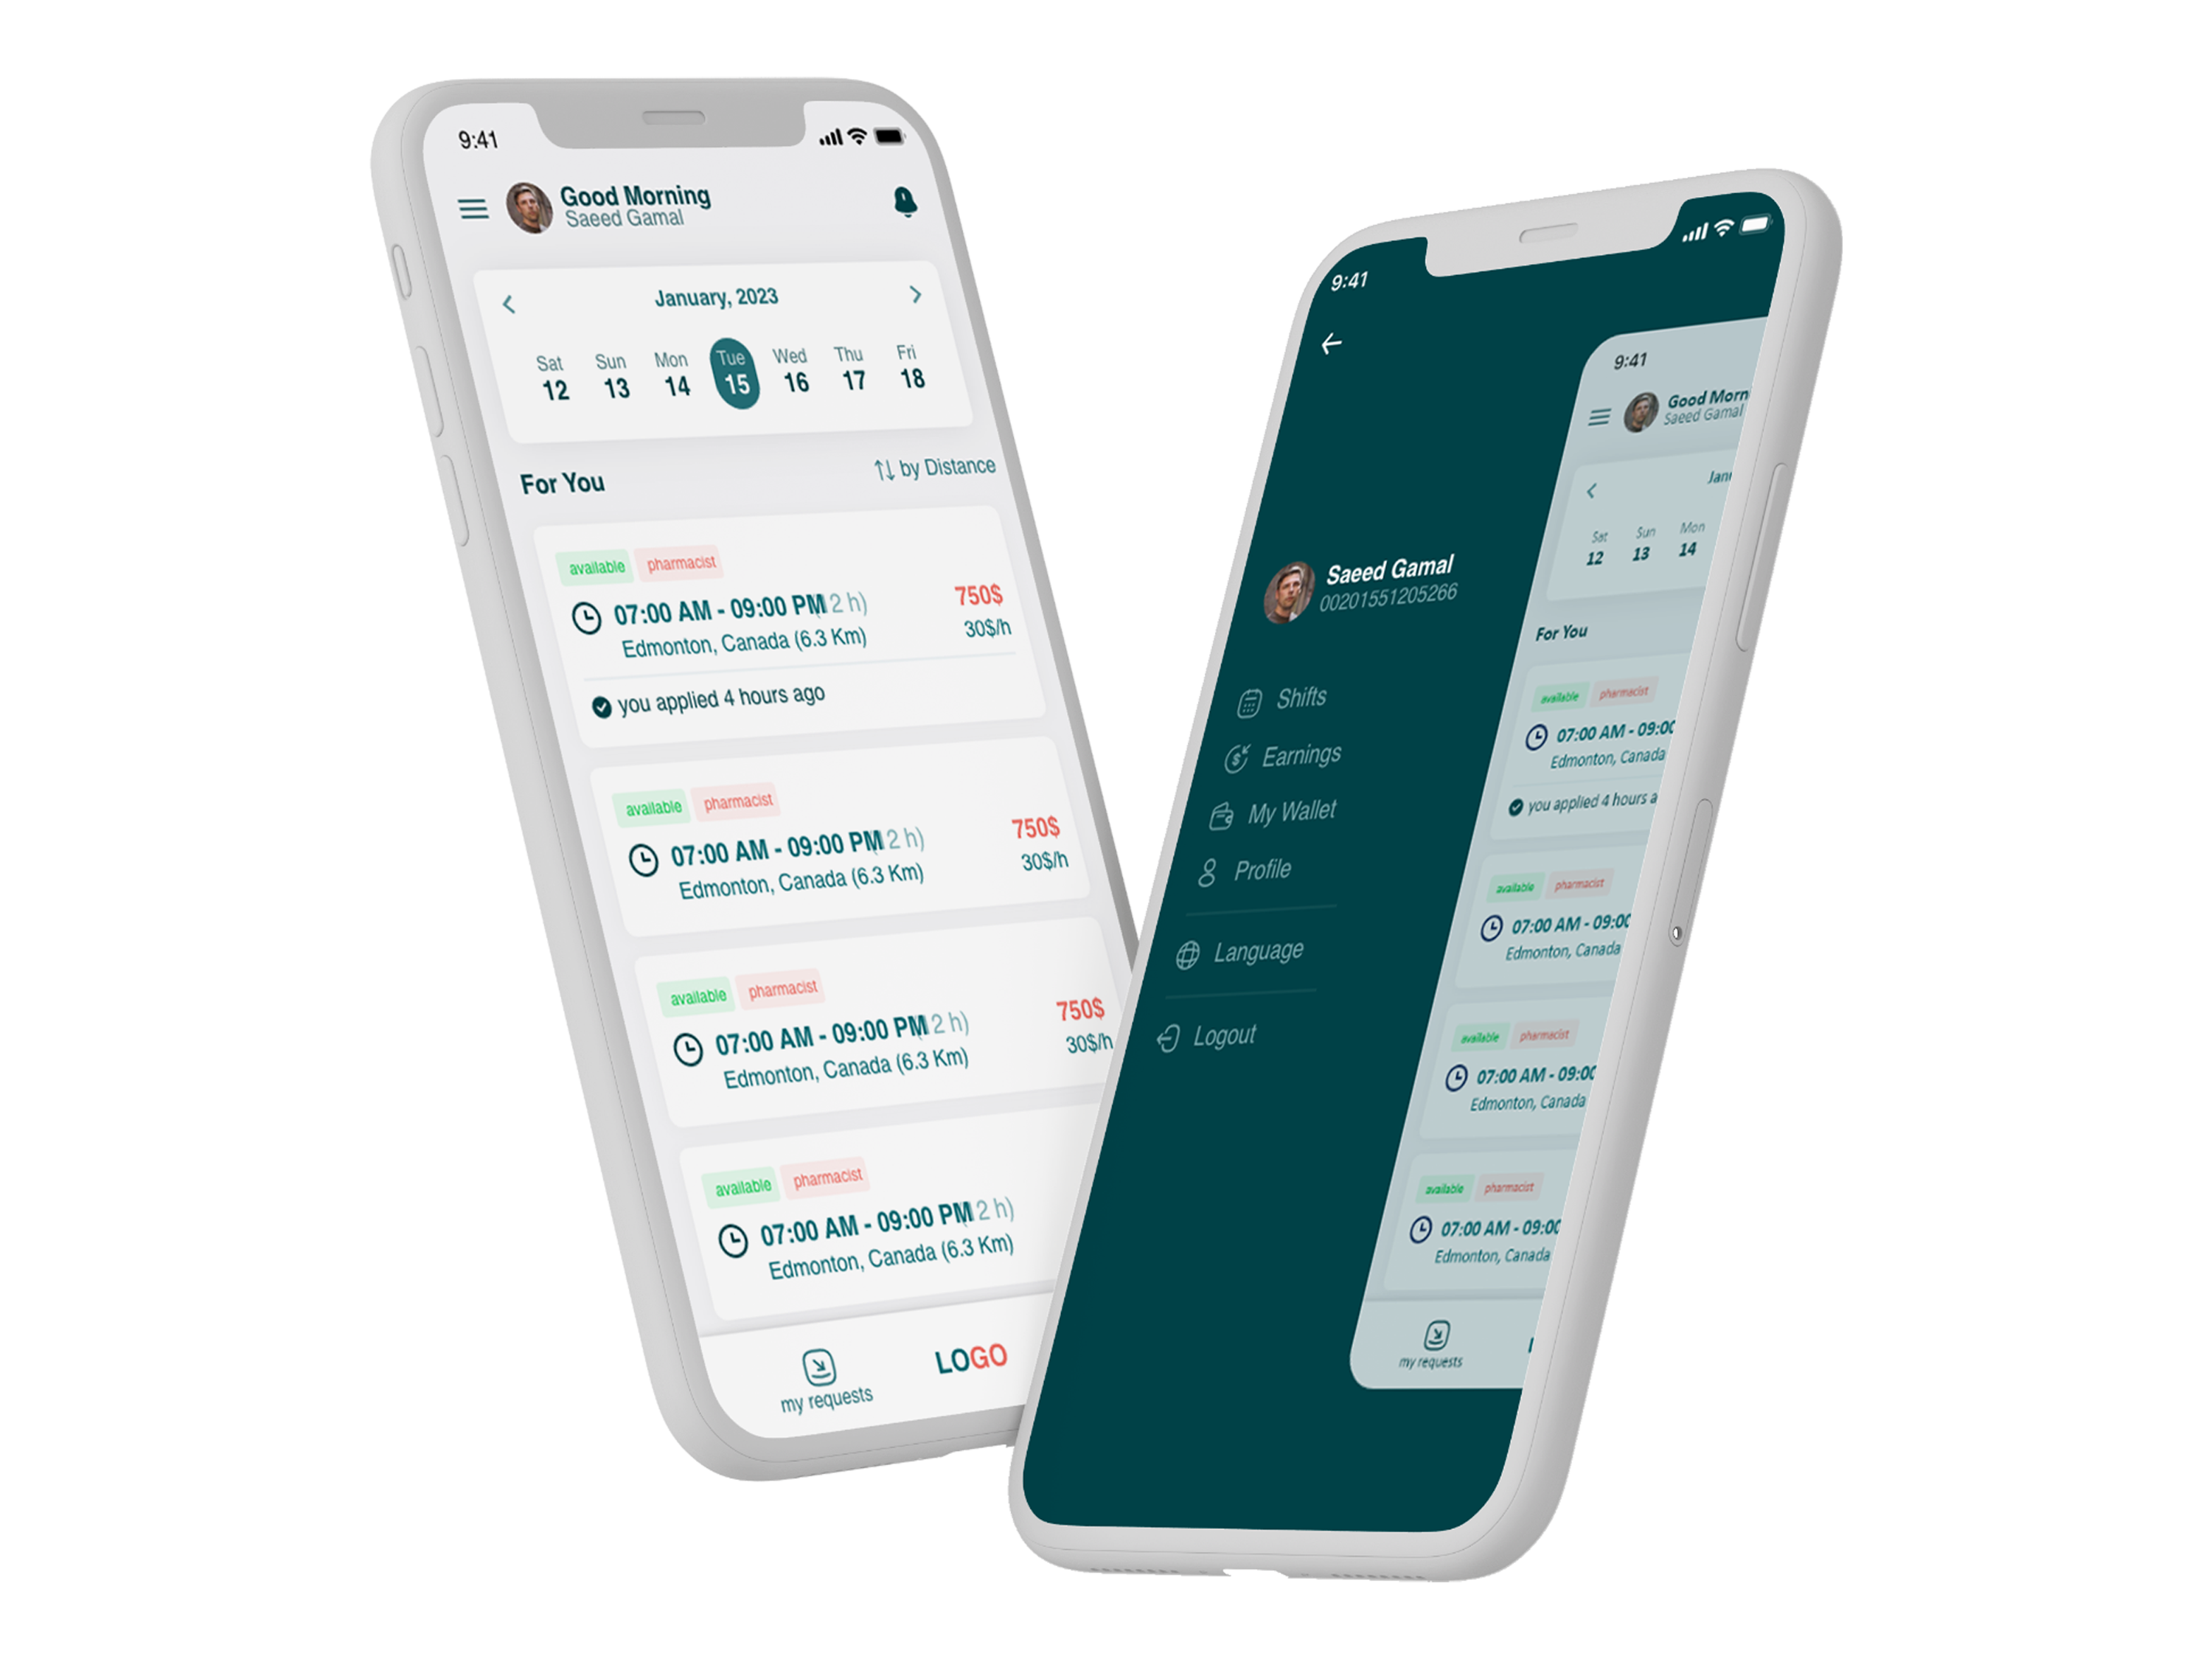 9:41
Good Morning
Saeed Gamal
January, 2023
Sat Sun Mon Tue Wed Thu Fri
12 13 14 15 16 17 18
For You
by Distance
available pharmacist
07:00 AM - 09:00 PM 2 h)
750$
Edmonton, Canada (6.3 Km)
30$/h
you applied 4 hours ago
available pharmacist
07:00 AM - 09:00 PM 2 h)
750$
Edmonton, Canada (6.3 Km)
30$/h
available pharmacist
07:00 AM - 09:00 PM 2 h)
750$
Edmonton, Canada (6.3 Km)
30$/h
available pharmacist
07:00 AM - 09:00 PM 2 h)
Edmonton, Canada (6.3 Km)
my requests
LOGO
9:41
Saeed Gamal
00201551205266
Shifts
Earnings
My Wallet
Profile
Language
Logout
9:41
Good Morn
Saeed Gamal
Jan
Sat Sun Mon
12 13 14
For You
available pharmacist
07:00 AM - 09:00
Edmonton, Canada
you applied 4 hours a
available pharmacist
07:00 AM - 09:00
Edmonton, Canada
available pharmacist
07:00 AM - 09:00
Edmonton, Canada
available pharmacist
07:00 AM - 09:00
Edmonton, Canada
my requests